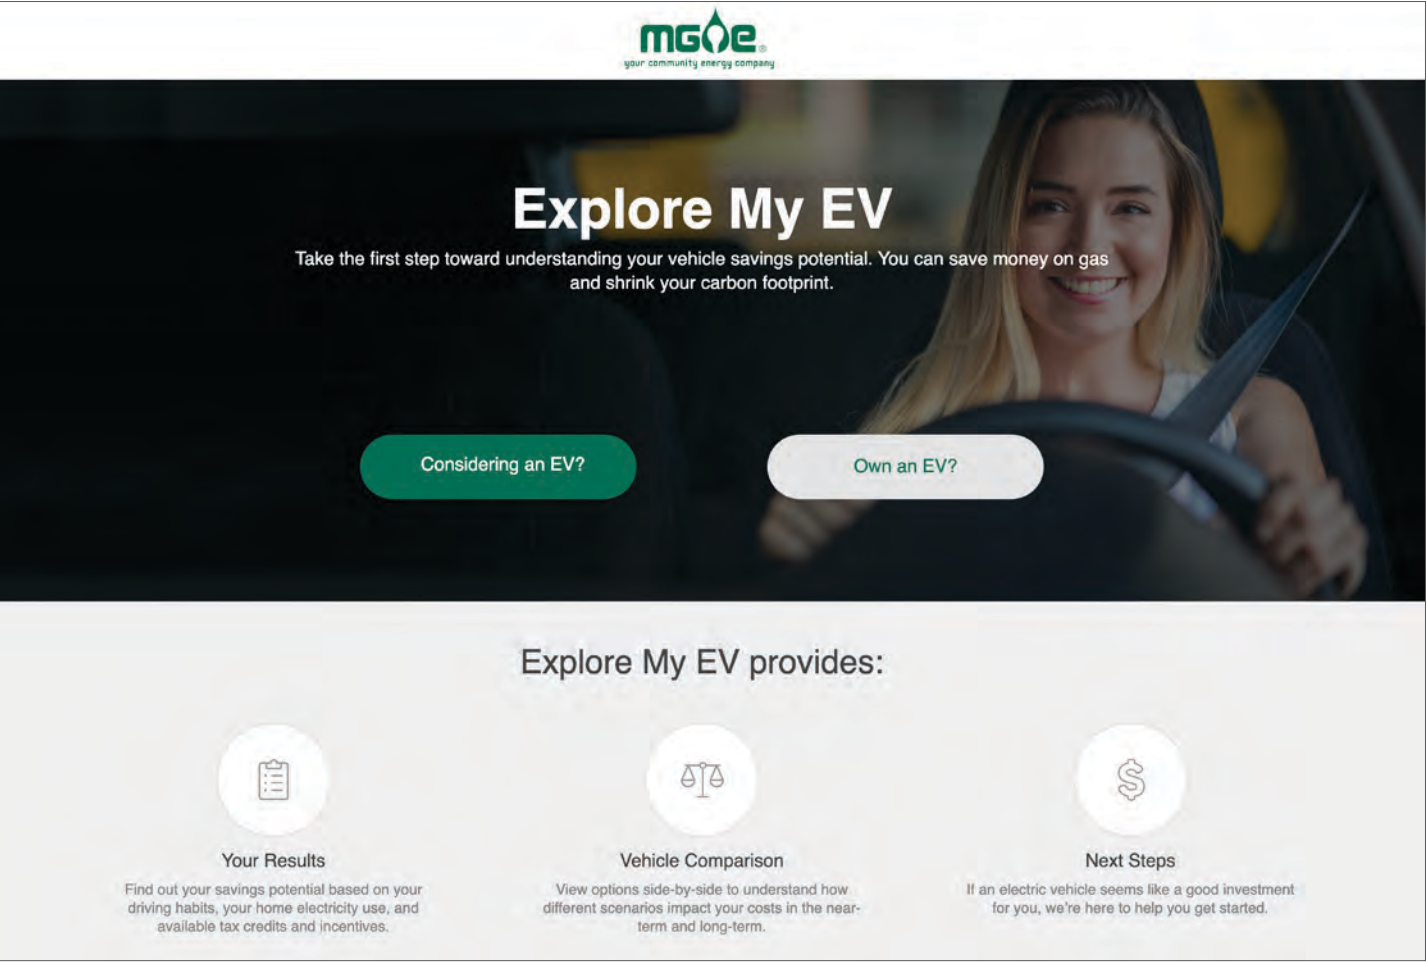 mge®
your community energy company
Explore My EV
Take the first step toward understanding your vehicle savings potential. You can save money on gas
and shrink your carbon footprint.
Considering an EV?
Own an EV?
Explore My EV provides:
Your Results
Find out your savings potential based on your
driving habits, your home electricity use, and
available tax credits and incentives.
Vehicle Comparison
View options side-by-side to understand how
different scenarios impact your costs in the near-
term and long-term.
Next Steps
If an electric vehicle seems like a good investment
for you, we're here to help you get started.